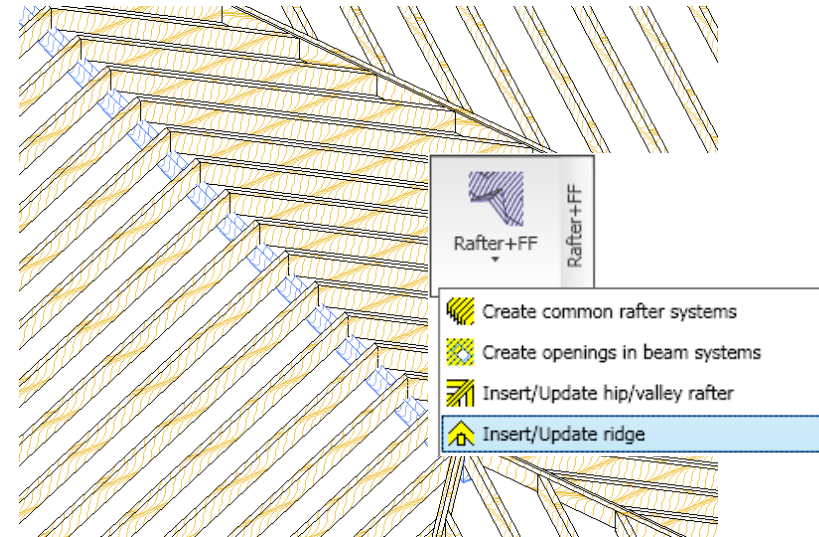 Rafter+FF
Rafter+FF
Create common rafter systems
Create openings in beam systems
Insert/Update hip/valley rafter
Insert/Update ridge